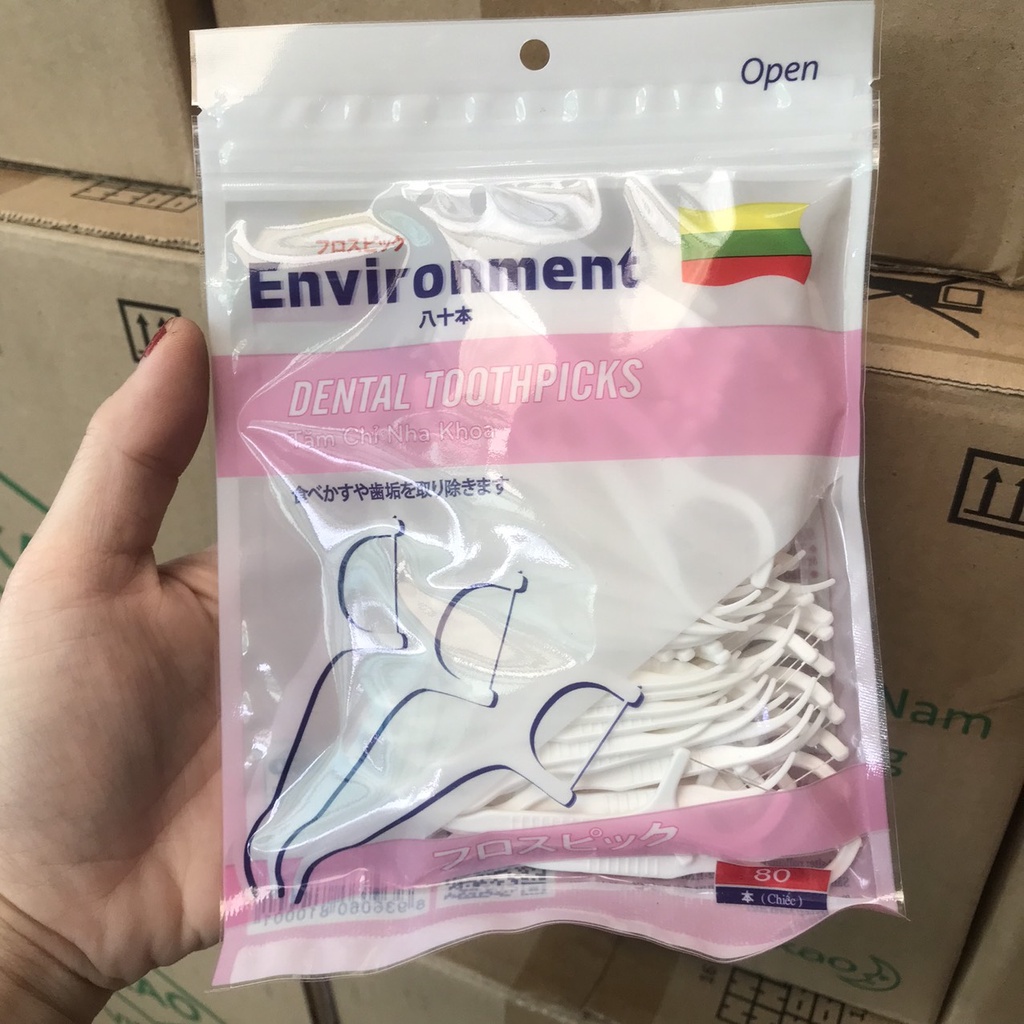 Open
フロスピック
Environment
八十本
DENTAL TOOTHPICKS
Tăm Chỉ Nha Khoa
食べかすや歯垢を取り除きます
フロスピック
80
本 (Chiếc)
Nam